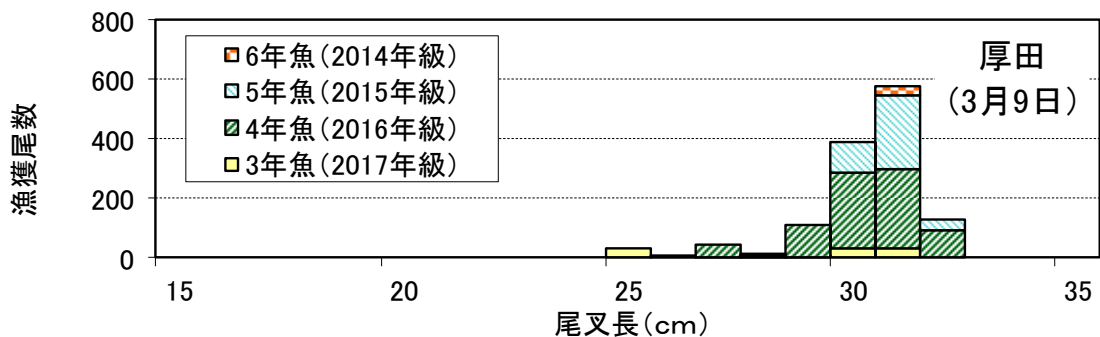 800
600
400
200
0
漁獲尾数
6年魚(2014年級)
5年魚(2015年級)
4年魚(2016年級)
3年魚(2017年級)
厚田
(3月9日)
15 20 25 30 35
尾叉長(cm)